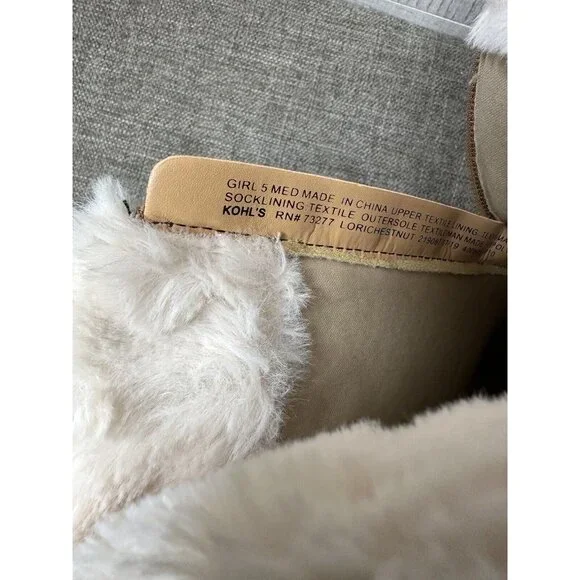 GIRL 5 MED MADE IN CHINA UPPER TEXTILE LINING: TEXT
SOCKLINING: TEXTILE OUTERSOLE TEXTILE MAN MADE
KOHL'S RN# 73277 LORICHESTNUT